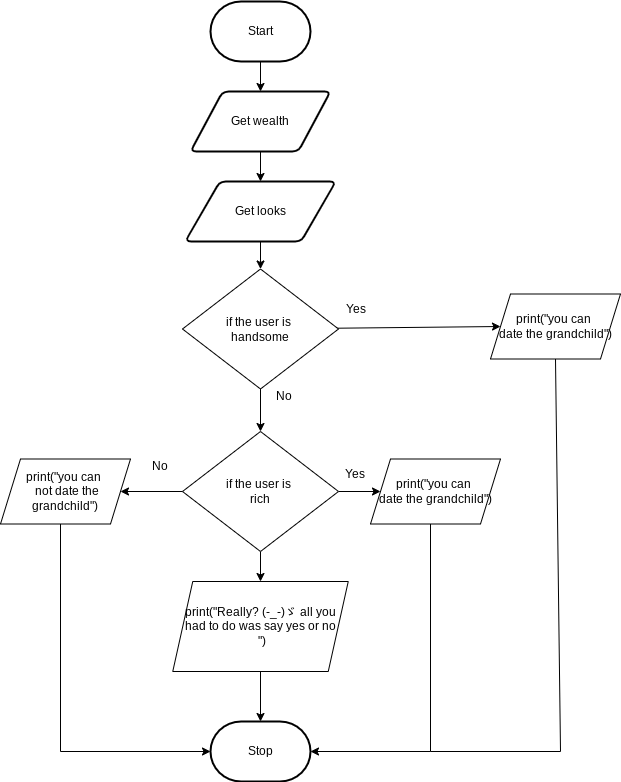 Start
Get wealth
Get looks
if the user is
handsome
Yes
print("you can
date the grandchild")
No
if the user is
rich
No
print("you can
not date the
grandchild")
Yes
print("you can
date the grandchild")
print("Really? (-_-)ゞ all you
had to do was say yes or no
")
Stop